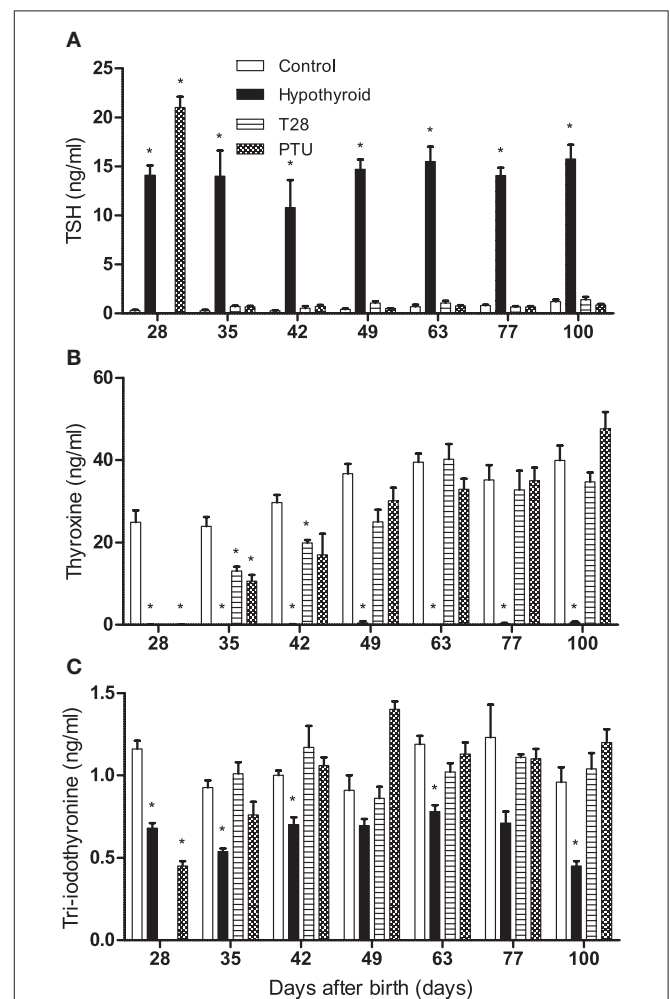 A
25
20
15
10
5
0
TSH (ng/ml)
Control
Hypothyroid
T28
PTU
* * * * * * * *
28 35 42 49 63 77 100
B
60
40
20
0
Thyroxine (ng/ml)
* * * * * * * * * * *
28 35 42 49 63 77 100
C
1.5
1.0
0.5
0.0
Tri-iodothyronine (ng/ml)
* * * * * *
28 35 42 49 63 77 100
Days after birth (days)